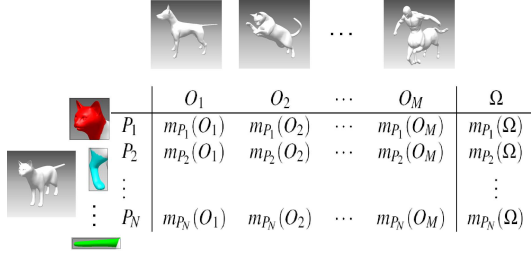 ⋯
O₁ O₂ ⋯ O_M Ω
P₁ m_{P₁}(O₁) m_{P₁}(O₂) ⋯ m_{P₁}(O_M) m_{P₁}(Ω)
P₂ m_{P₂}(O₁) m_{P₂}(O₂) ⋯ m_{P₂}(O_M) m_{P₂}(Ω)
⋮ ⋮ ⋮
P_N m_{P_N}(O₁) m_{P_N}(O₂) ⋯ m_{P_N}(O_M) m_{P_N}(Ω)